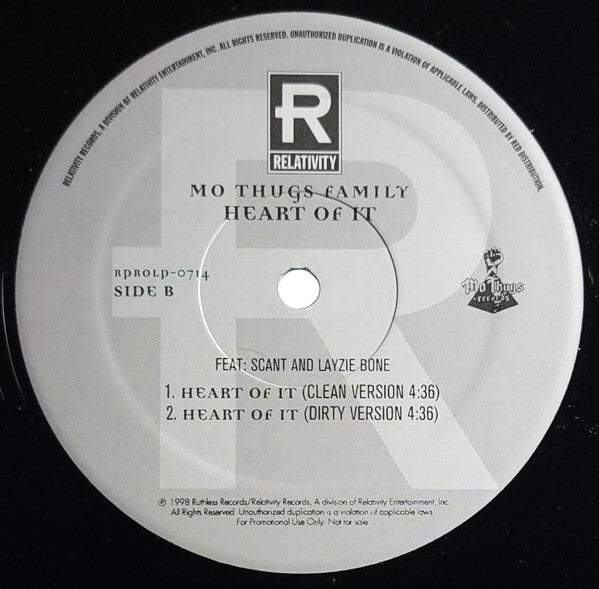 RELATIVITY RECORDS, A DIVISION OF RELATIVITY ENTERTAINMENT, INC. ALL RIGHTS RESERVED. UNAUTHORIZED DUPLICATION IS A VIOLATION OF APPLICABLE LAWS. DISTRIBUTED BY RED DISTRIBUTION.
R
RELATIVITY
MO THUGS FAMILY
HEART OF IT
RPROLP-0714
SIDE B
Mo Thugs
RECORDS
FEAT: SCANT AND LAYZIE BONE
1. HEART OF IT (CLEAN VERSION 4:36)
2. HEART OF IT (DIRTY VERSION 4:36)
℗ 1998 Ruthless Records/Relativity Records, A division of Relativity Entertainment, Inc.
All Rights Reserved. Unauthorized duplication is a violation of applicable laws.
For Promotional Use Only. Not for sale.